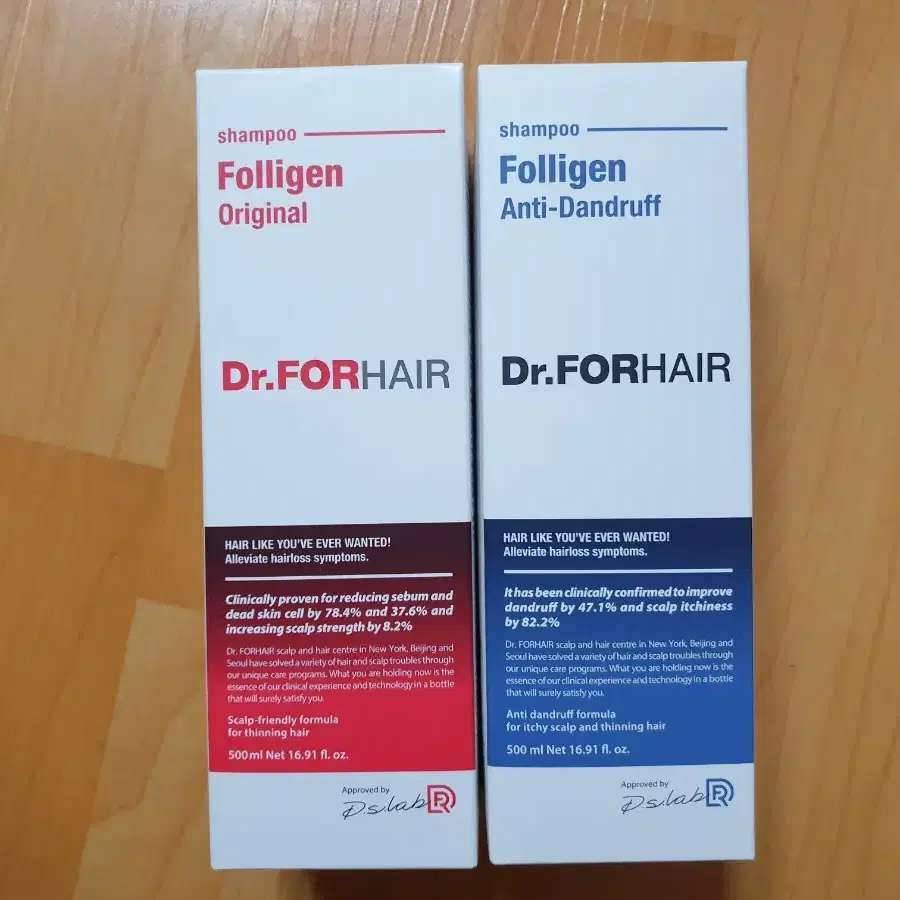 shampoo
Folligen
Original
Dr.FORHAIR
HAIR LIKE YOU'VE EVER WANTED!
Alleviate hairloss symptoms.
Clinically proven for reducing sebum and
dead skin cell by 78.4% and 37.6% and
increasing scalp strength by 8.2%
Dr. FORHAIR scalp and hair centre in New York, Beijing and
Seoul have solved a variety of hair and scalp troubles through
our unique care programs. What you are holding now is the
essence of our clinical experience and technology in a bottle
that will surely satisfy you.
Scalp-friendly formula
for thinning hair
500ml Net 16.91 fl. oz.
Approved by
D.s.lab
shampoo
Folligen
Anti-Dandruff
Dr.FORHAIR
HAIR LIKE YOU'VE EVER WANTED!
Alleviate hairloss symptoms.
It has been clinically confirmed to improve
dandruff by 47.1% and scalp itchiness
by 82.2%
Dr. FORHAIR scalp and hair centre in New York, Beijing and
Seoul have solved a variety of hair and scalp troubles through
our unique care programs. What you are holding now is the
essence of our clinical experience and technology in a bottle
that will surely satisfy you.
Anti dandruff formula
for itchy scalp and thinning hair
500 ml Net 16.91 fl. oz.
Approved by
D.s.lab